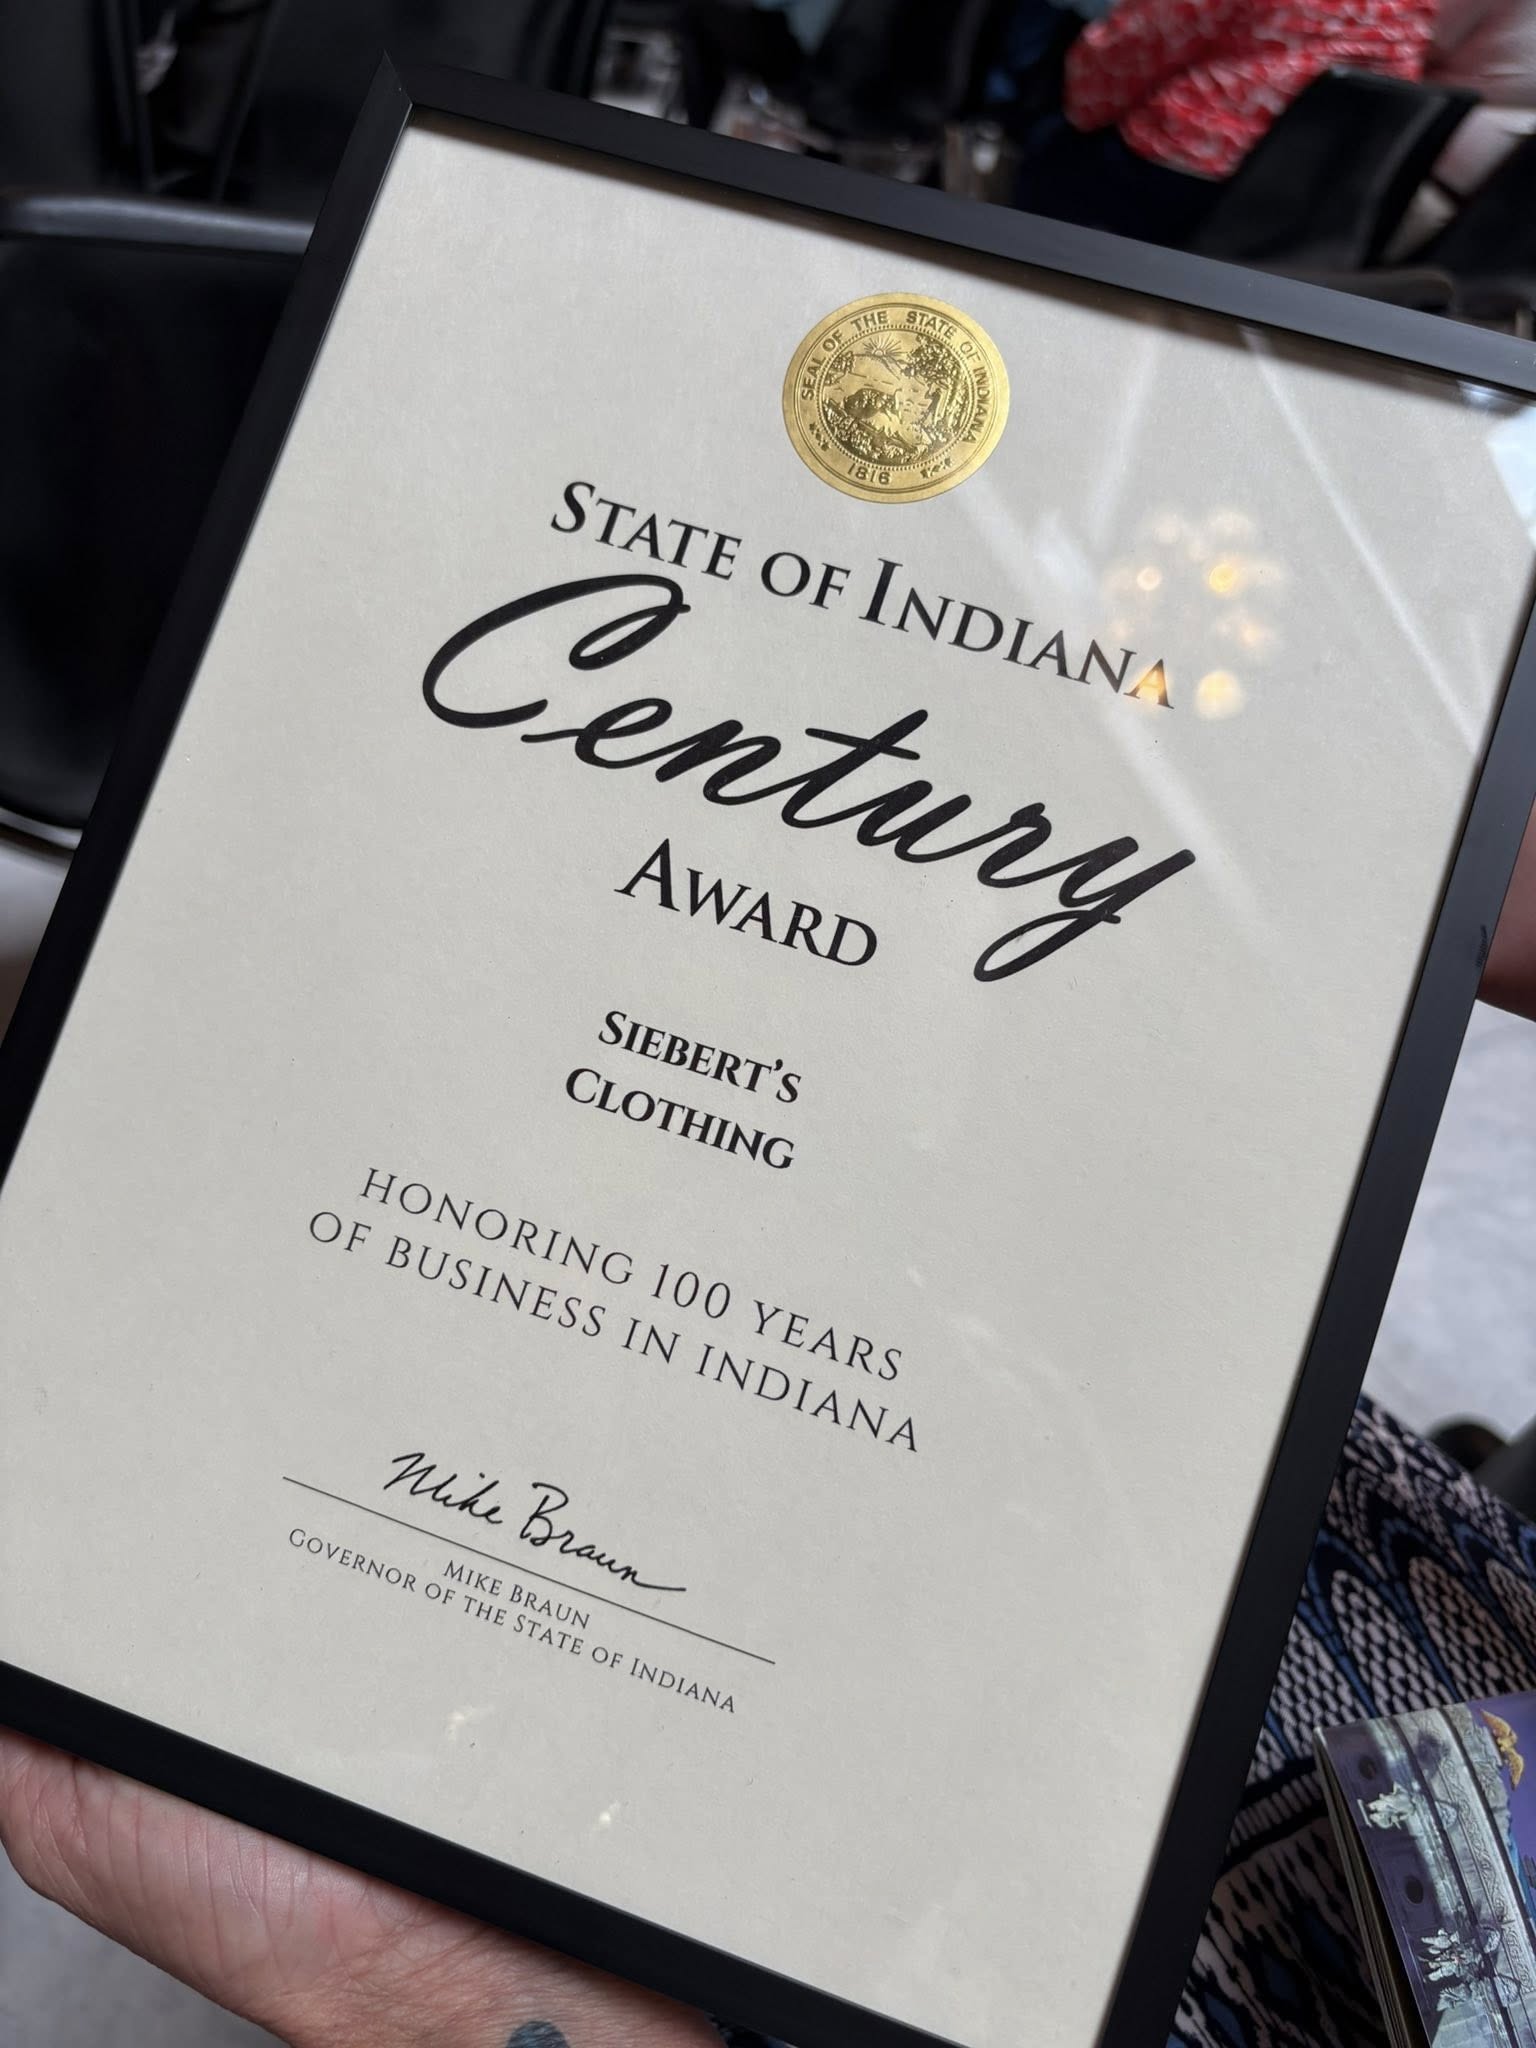 SEAL OF THE STATE OF INDIANA
1816
STATE OF INDIANA
Century
AWARD
SIEBERT'S
CLOTHING
HONORING 100 YEARS
OF BUSINESS IN INDIANA
Mike Braun
MIKE BRAUN
GOVERNOR OF THE STATE OF INDIANA